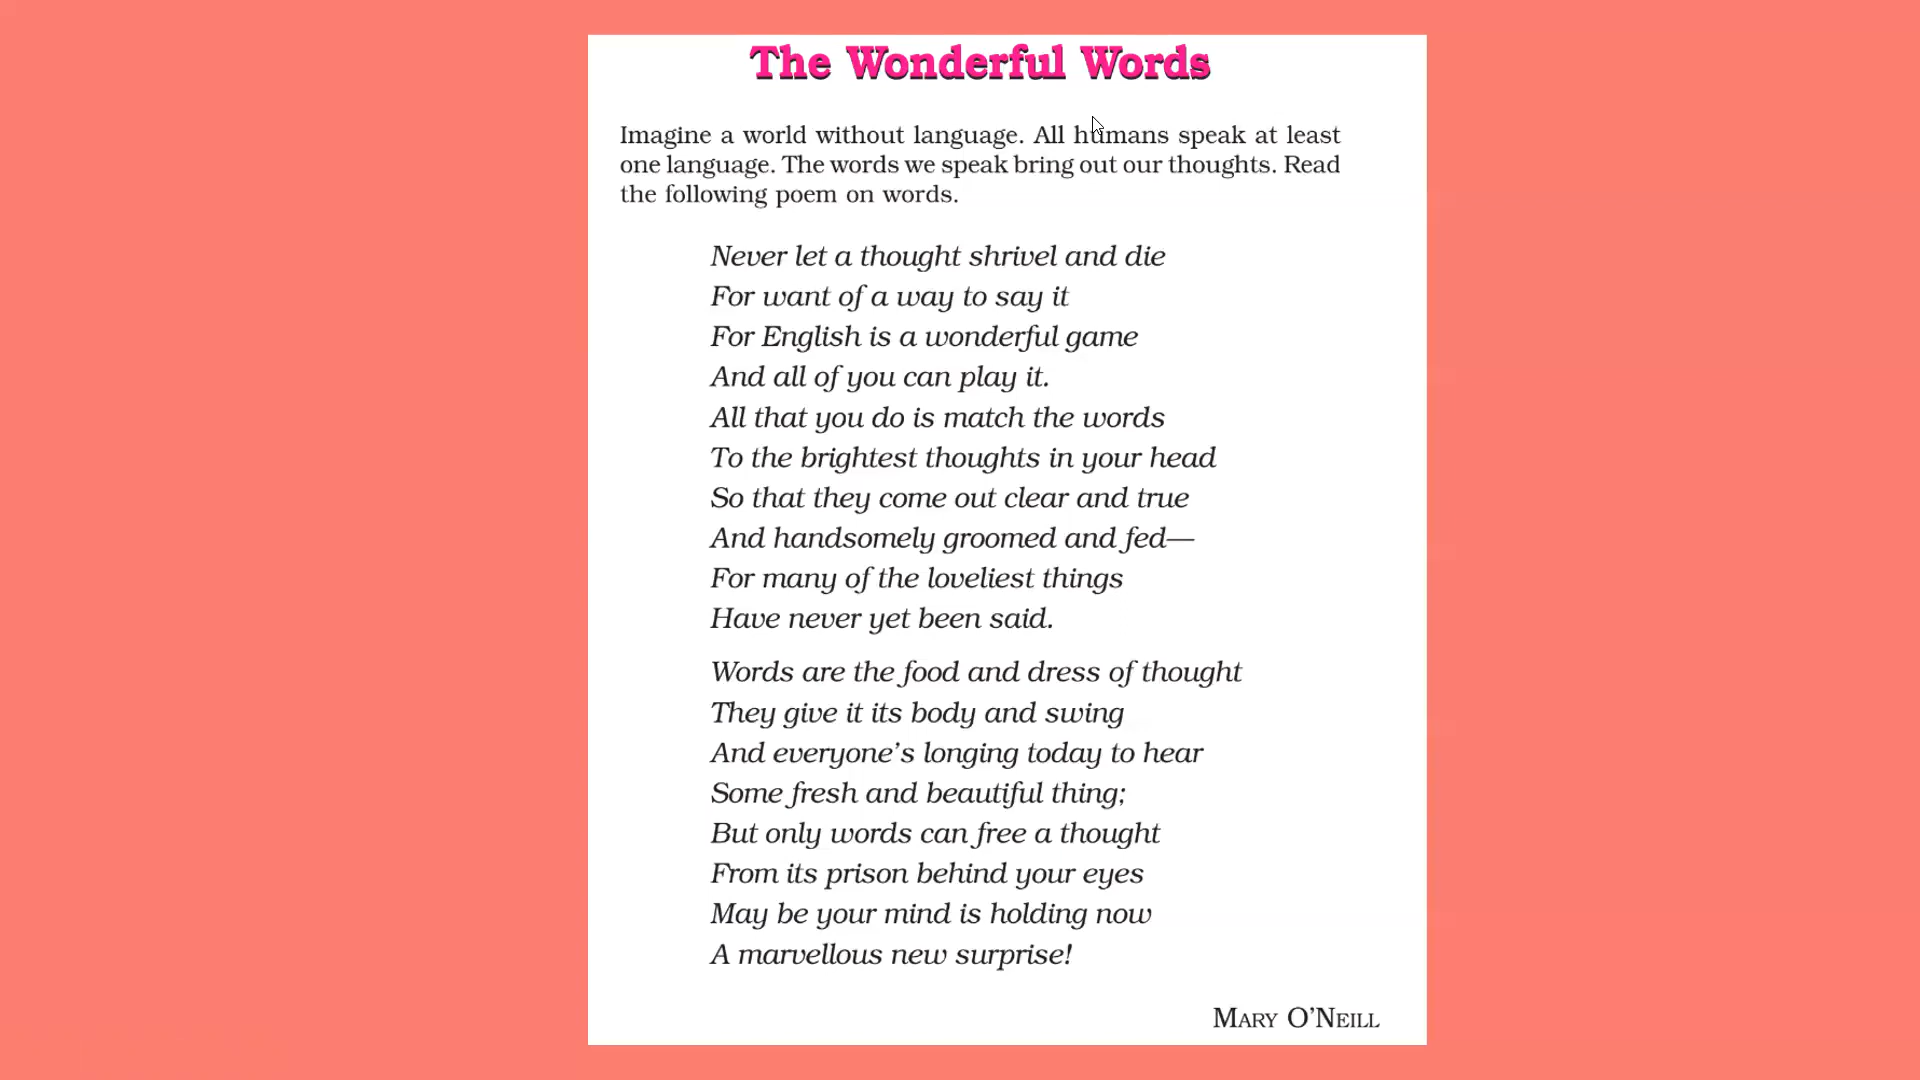 The Wonderful Words
Imagine a world without language. All humans speak at least
one language. The words we speak bring out our thoughts. Read
the following poem on words.
Never let a thought shrivel and die
For want of a way to say it
For English is a wonderful game
And all of you can play it.
All that you do is match the words
To the brightest thoughts in your head
So that they come out clear and true
And handsomely groomed and fed—
For many of the loveliest things
Have never yet been said.
Words are the food and dress of thought
They give it its body and swing
And everyone’s longing today to hear
Some fresh and beautiful thing;
But only words can free a thought
From its prison behind your eyes
May be your mind is holding now
A marvellous new surprise!
MARY O’NEILL